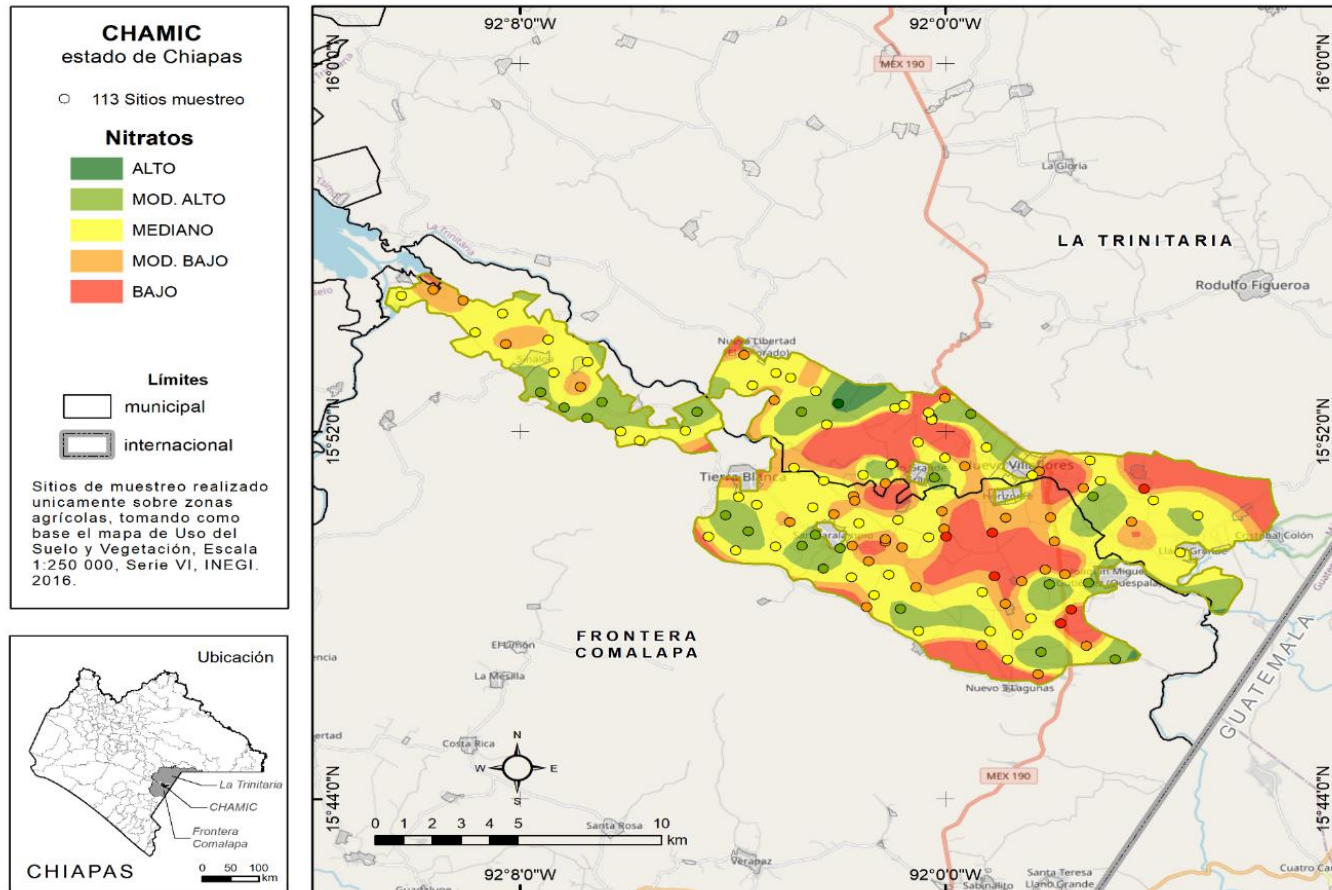 CHAMIC
estado de Chiapas
113 Sitios muestreo
Nitratos
ALTO
MOD. ALTO
MEDIANO
MOD. BAJO
BAJO
Límites
municipal
internacional
Sitios de muestreo realizado
unicamente sobre zonas
agrícolas, tomando como
base el mapa de Uso del
Suelo y Vegetación, Escala
1:250 000, Serie VI, INEGI.
2016.
Ubicación
La Trinitaria
CHAMIC
Frontera
Comalapa
CHIAPAS
0 50 100
km
92°8'0"W
92°0'0"W
16°0'0"N
16°0'0"N
MEX 190
La Gloria
La Trinitaria
LA TRINITARIA
Rodulfo Figueroa
Nueva Libertad
Sinaloa
15°52'0"N
15°52'0"N
Tierra Blanca
Horizonte
Cristóbal Colón
FRONTERA
COMALAPA
El Limón
La Mesilla
Nuevo 3 Lagunas
GUATEMALA
Costa Rica
N
W
E
S
MEX 190
15°44'0"N
15°44'0"N
0 1 2 3 4 5 10
km
Santa Rosa
Verapaz
Santa Teresa
Sabinalito
Llano Grande
92°8'0"W
92°0'0"W